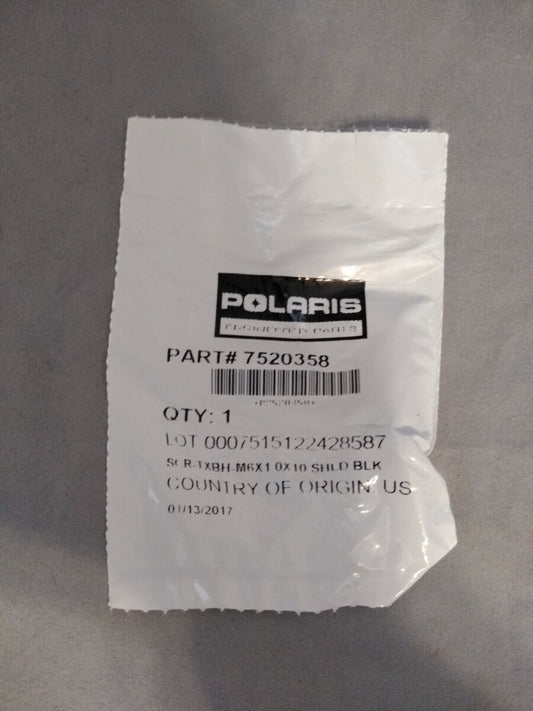 POLARIS
ENGINEERED PARTS
PART# 7520358
QTY: 1
LOT 0007515122428587
SCR-TXBH-M6X1.0X10 SHLD BLK
COUNTRY OF ORIGIN: US
01/13/2017